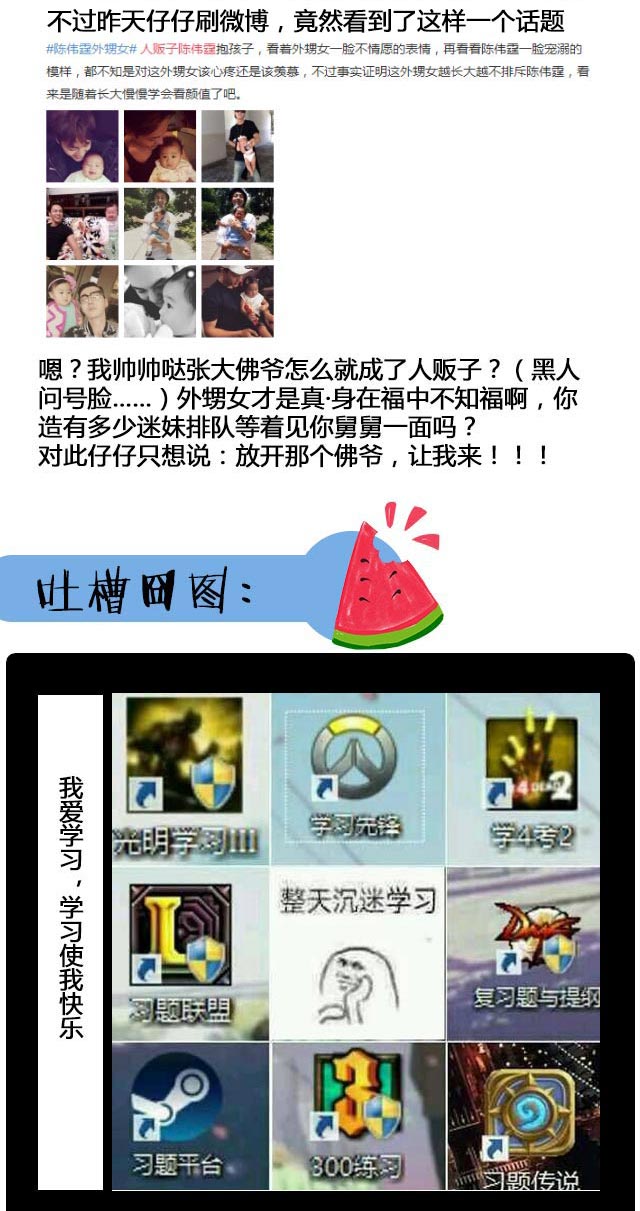 不过昨天仔仔刷微博，竟然看到了这样一个话题
#陈伟霆外甥女# 人贩子陈伟霆抱孩子，看着外甥女一脸不情愿的表情，再看看陈伟霆一脸宠溺的
模样，都不知是对这外甥女该心疼还是该羡慕，不过事实证明这外甥女越长大越不排斥陈伟霆，看
来是随着长大慢慢学会看颜值了吧。
嗯？我帅帅哒张大佛爷怎么就成了人贩子？（黑人
问号脸……）外甥女才是真·身在福中不知福啊，你
造有多少迷妹排队等着见你舅舅一面吗？
对此仔仔只想说：放开那个佛爷，让我来！！！
吐槽囧图：
我爱学习，学习使我快乐
光明学习III
学习先锋
4 DEAD 2
学4考2
L
习题联盟
整天沉迷学习
复习题与提纲
习题平台
3
300练习
习题传说